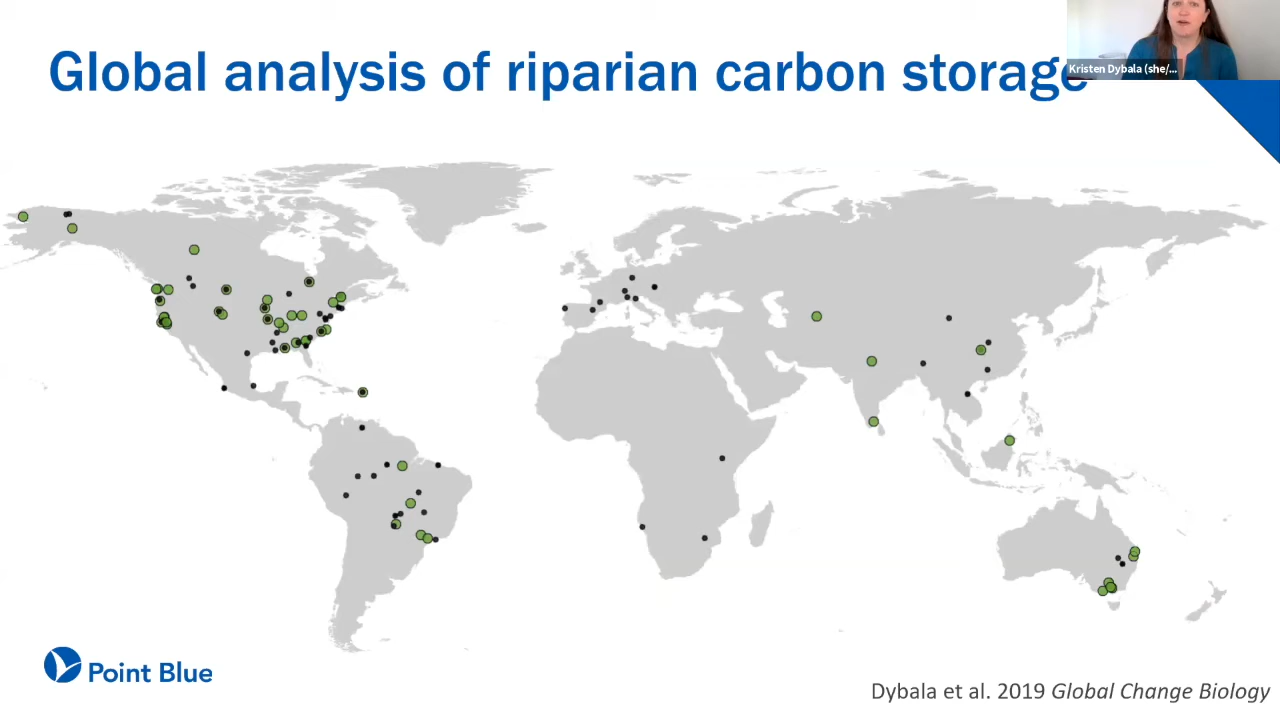 Global analysis of riparian carbon storage
Kristen Dybala (she/...
Point Blue
Dybala et al. 2019 Global Change Biology